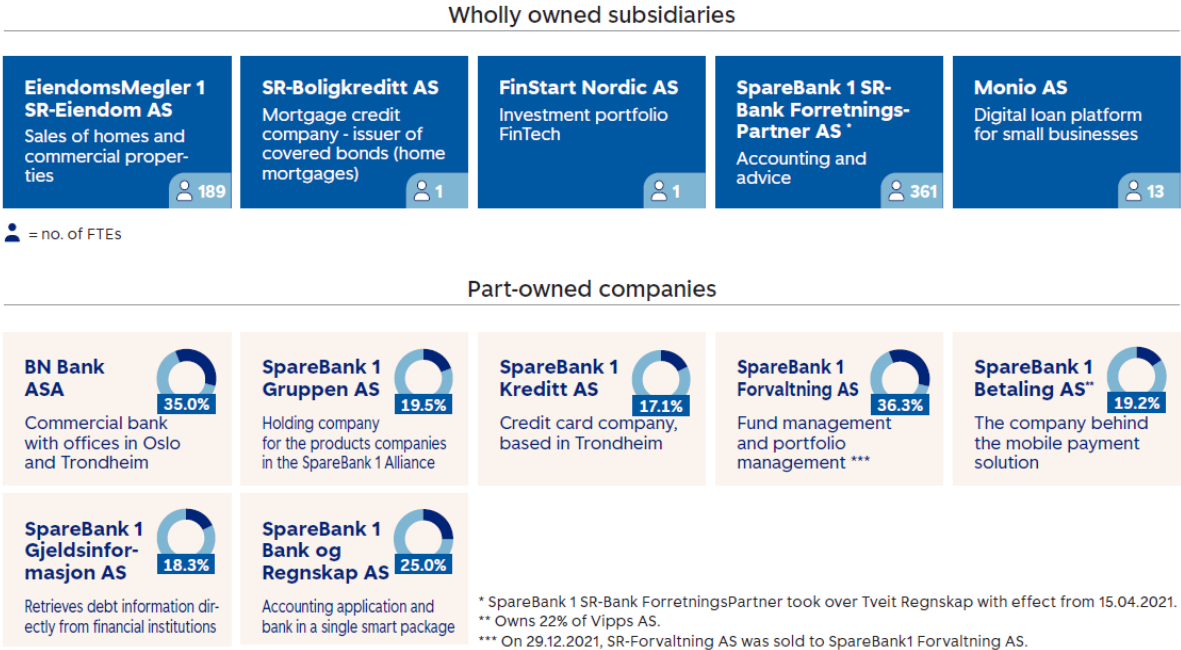 Wholly owned subsidiaries
EiendomsMegler 1
SR-Eiendom AS
Sales of homes and
commercial proper-
ties
189
SR-Boligkreditt AS
Mortgage credit
company - issuer of
covered bonds (home
mortgages)
1
FinStart Nordic AS
Investment portfolio
FinTech
1
SpareBank 1 SR-
Bank Forretnings-
Partner AS *
Accounting and
advice
361
Monio AS
Digital loan platform
for small businesses
13
= no. of FTEs
Part-owned companies
BN Bank
ASA
35.0%
Commercial bank
with offices in Oslo
and Trondheim
SpareBank 1
Gruppen AS
19.5%
Holding company
for the products companies
in the SpareBank 1 Alliance
SpareBank 1
Kreditt AS
17.1%
Credit card company,
based in Trondheim
SpareBank 1
Forvaltning AS
36.3%
Fund management
and portfolio
management ***
SpareBank 1
Betaling AS**
19.2%
The company behind
the mobile payment
solution
SpareBank 1
Gjeldsinfor-
masjon AS
18.3%
Retrieves debt information dir-
ectly from financial institutions
SpareBank 1
Bank og
Regnskap AS
25.0%
Accounting application and
bank in a single smart package
* SpareBank 1 SR-Bank ForretningsPartner took over Tveit Regnskap with effect from 15.04.2021.
** Owns 22% of Vipps AS.
*** On 29.12.2021, SR-Forvaltning AS was sold to SpareBank1 Forvaltning AS.